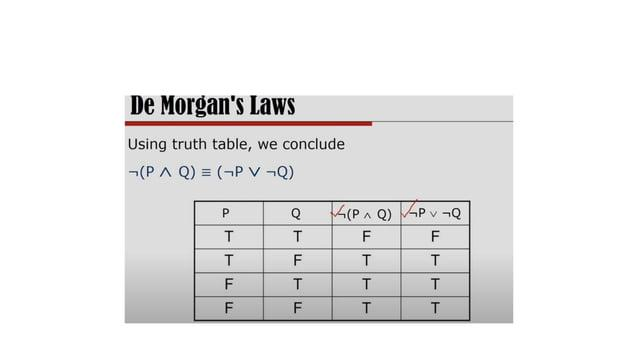 De Morgan's Laws
Using truth table, we conclude
¬(P ∧ Q) ≡ (¬P ∨ ¬Q)
P Q ¬(P ∧ Q) ¬P ∨ ¬Q
T T F F
T F T T
F T T T
F F T T